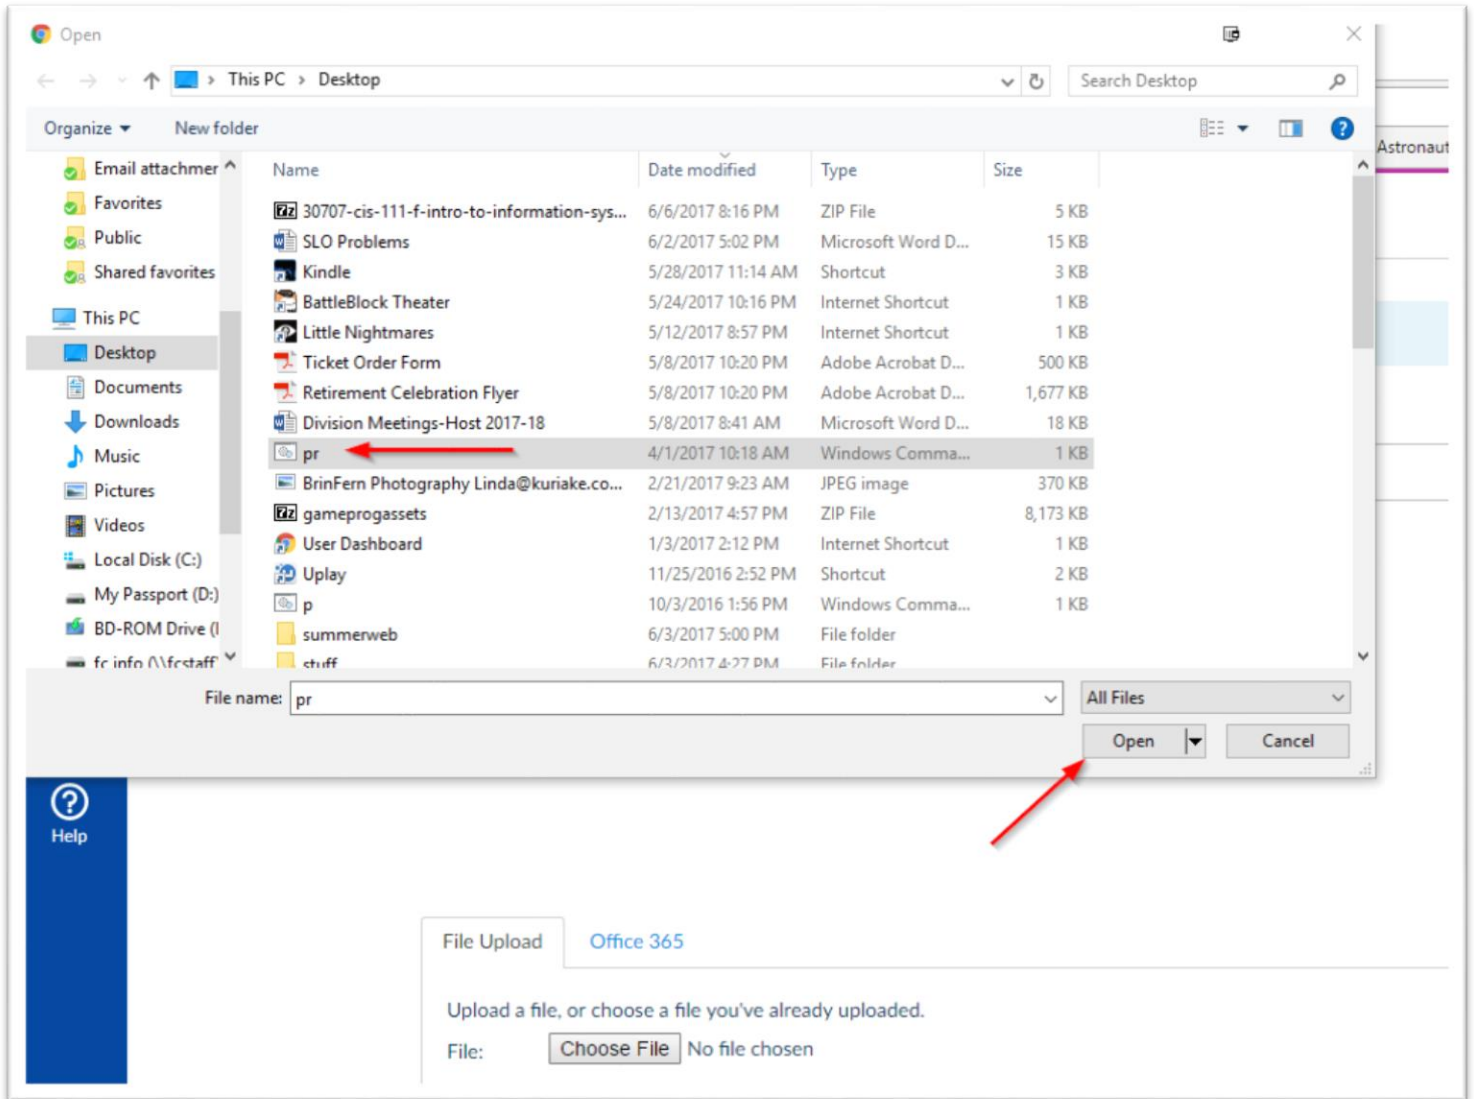 Open
This PC > Desktop
Search Desktop
Organize
New folder
Astronaut
Email attachmer
Favorites
Public
Shared favorites
This PC
Desktop
Documents
Downloads
Music
Pictures
Videos
Local Disk (C:)
My Passport (D:)
BD-ROM Drive (I
fc info (\\fcstaff
Name Date modified Type Size
30707-cis-111-f-intro-to-information-sys... 6/6/2017 8:16 PM ZIP File 5 KB
SLO Problems 6/2/2017 5:02 PM Microsoft Word D... 15 KB
Kindle 5/28/2017 11:14 AM Shortcut 3 KB
BattleBlock Theater 5/24/2017 10:16 PM Internet Shortcut 1 KB
Little Nightmares 5/12/2017 8:57 PM Internet Shortcut 1 KB
Ticket Order Form 5/8/2017 10:20 PM Adobe Acrobat D... 500 KB
Retirement Celebration Flyer 5/8/2017 10:20 PM Adobe Acrobat D... 1,677 KB
Division Meetings-Host 2017-18 5/8/2017 8:41 AM Microsoft Word D... 18 KB
pr 4/1/2017 10:18 AM Windows Comma... 1 KB
BrinFern Photography Linda@kuriake.co... 2/21/2017 9:23 AM JPEG image 370 KB
gameprogassets 2/13/2017 4:57 PM ZIP File 8,173 KB
User Dashboard 1/3/2017 2:12 PM Internet Shortcut 1 KB
Uplay 11/25/2016 2:52 PM Shortcut 2 KB
p 10/3/2016 1:56 PM Windows Comma... 1 KB
summerweb 6/3/2017 5:00 PM File folder
stuff 6/3/2017 4:27 PM File folder
File name: pr
All Files
Open
Cancel
Help
File Upload
Office 365
Upload a file, or choose a file you've already uploaded.
File: Choose File No file chosen